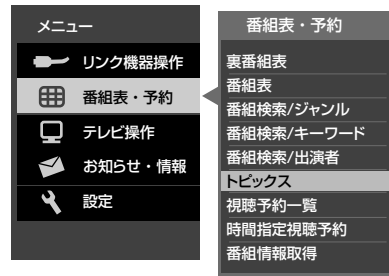 メニュー
リンク機器操作
番組表・予約
テレビ操作
お知らせ・情報
設定
番組表・予約
裏番組表
番組表
番組検索/ジャンル
番組検索/キーワード
番組検索/出演者
トピックス
視聴予約一覧
時間指定視聴予約
番組情報取得